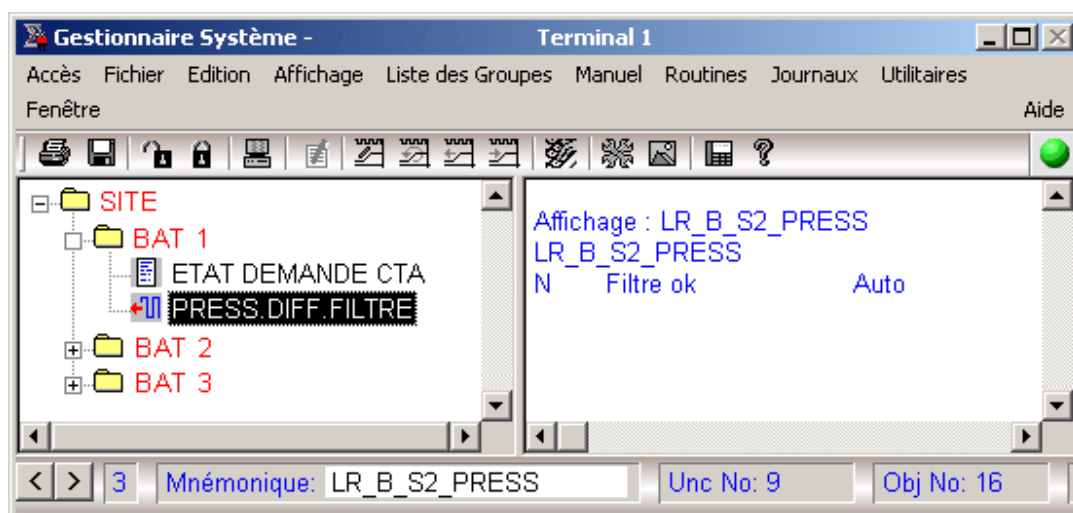 Gestionnaire Système - Terminal 1
Accès Fichier Edition Affichage Liste des Groupes Manuel Routines Journaux Utilitaires
Fenêtre Aide
SITE
BAT 1
ETAT DEMANDE CTA
PRESS.DIFF.FILTRE
BAT 2
BAT 3
Affichage : LR_B_S2_PRESS
LR_B_S2_PRESS
N Filtre ok Auto
3 Mnémonique: LR_B_S2_PRESS Unc No: 9 Obj No: 16